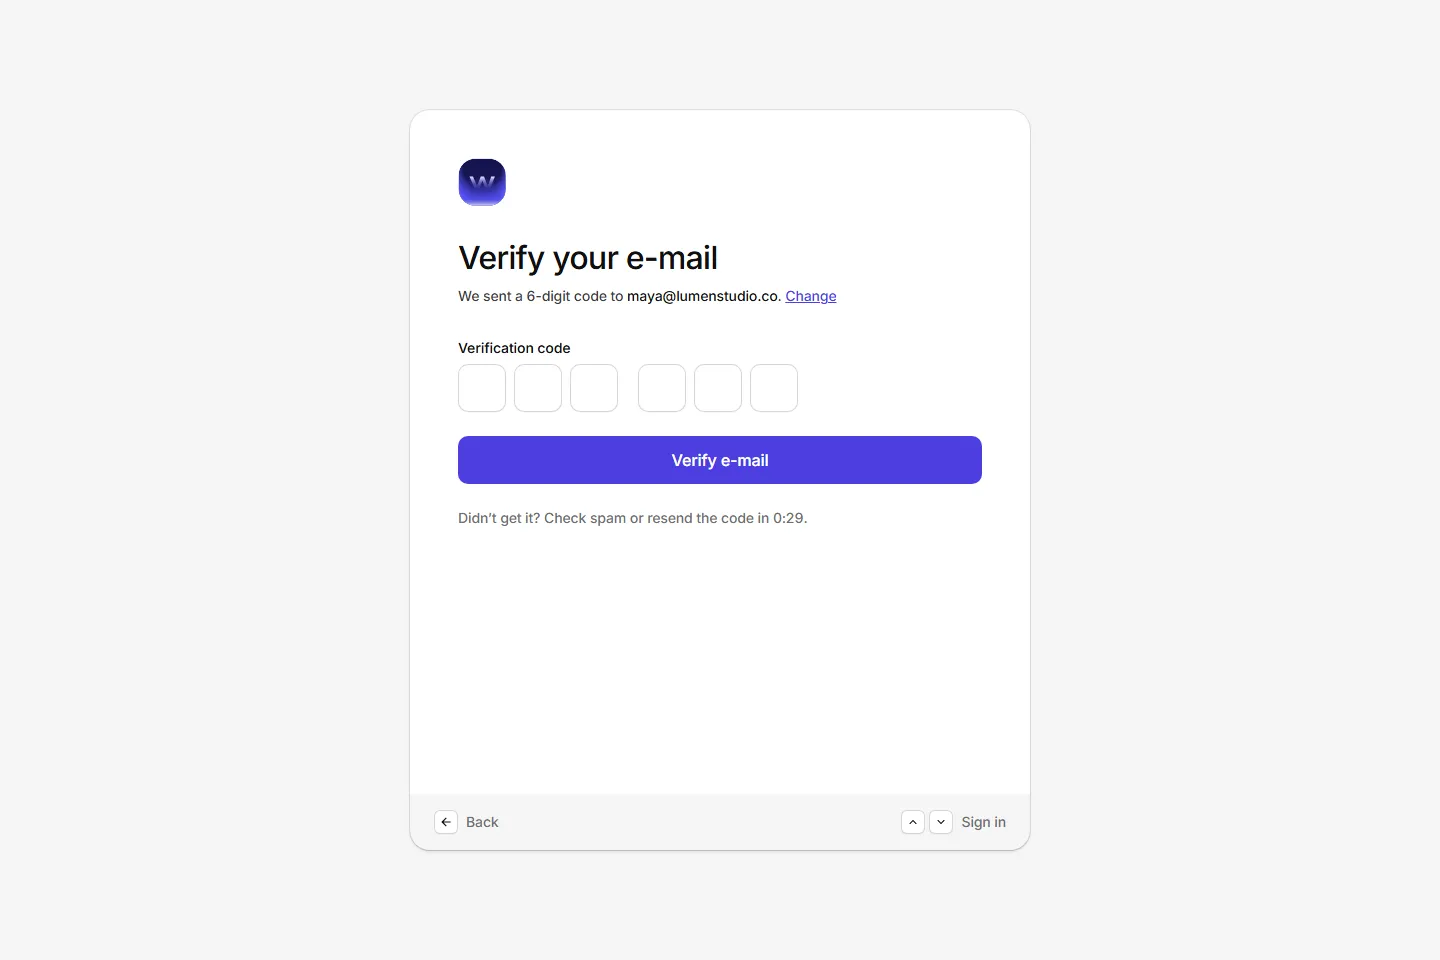 W
Verify your e-mail
We sent a 6-digit code to maya@lumenstudio.co. Change
Verification code
Verify e-mail
Didn’t get it? Check spam or resend the code in 0:29.
Back
Sign in